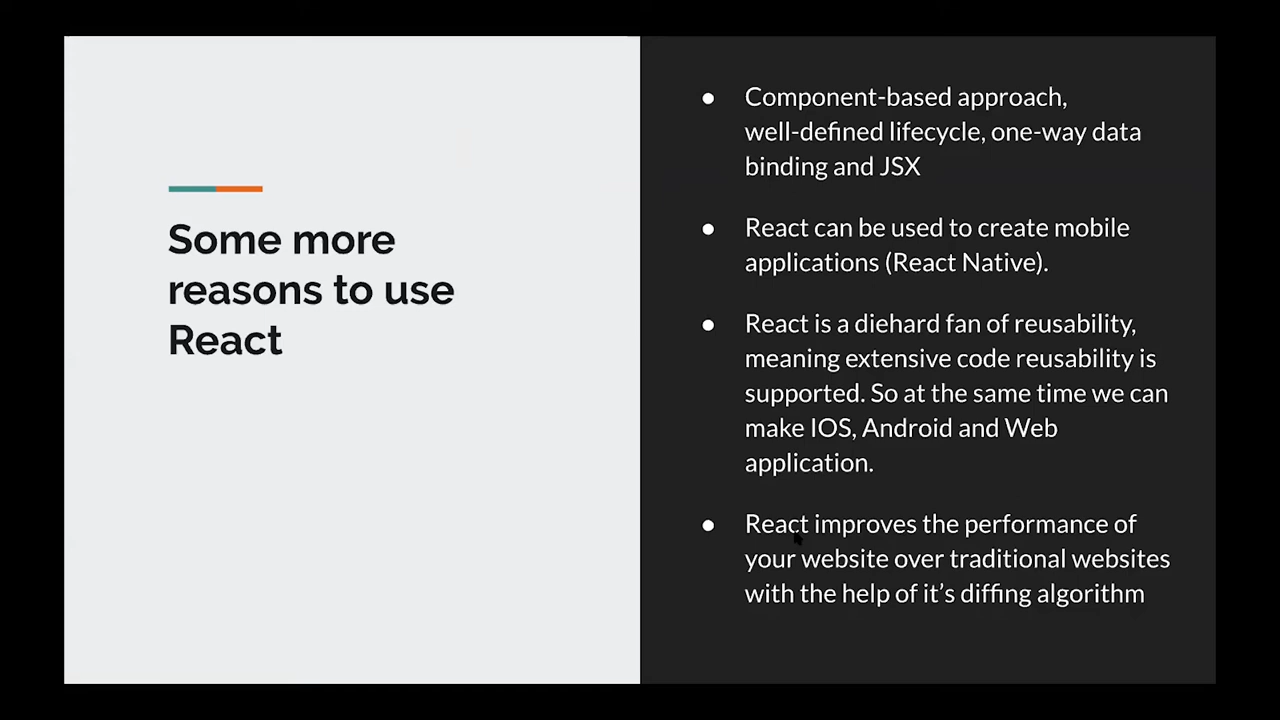 Some more
reasons to use
React
● Component-based approach,
well-defined lifecycle, one-way data
binding and JSX
● React can be used to create mobile
applications (React Native).
● React is a diehard fan of reusability,
meaning extensive code reusability is
supported. So at the same time we can
make IOS, Android and Web
application.
● React improves the performance of
your website over traditional websites
with the help of it’s diffing algorithm